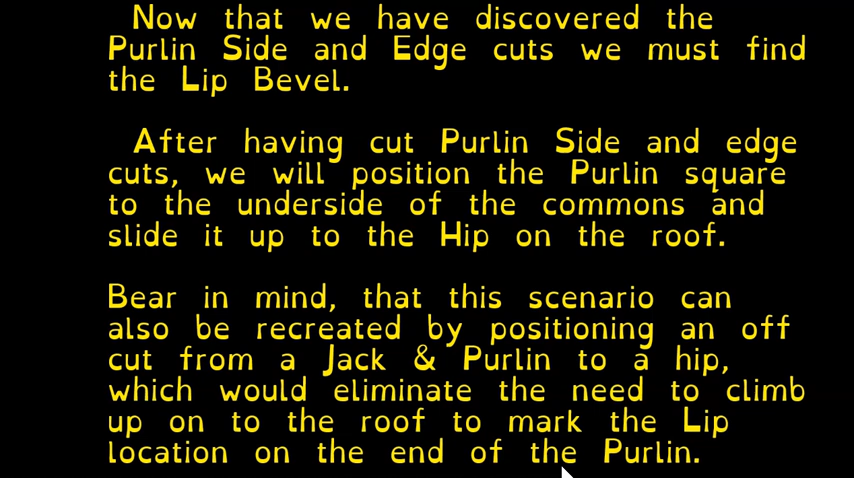 Now that we have discovered the
Purlin Side and Edge cuts we must find
the Lip Bevel.
After having cut Purlin Side and edge
cuts, we will position the Purlin square
to the underside of the commons and
slide it up to the Hip on the roof.
Bear in mind, that this scenario can
also be recreated by positioning an off
cut from a Jack & Purlin to a hip,
which would eliminate the need to climb
up on to the roof to mark the Lip
location on the end of the Purlin.